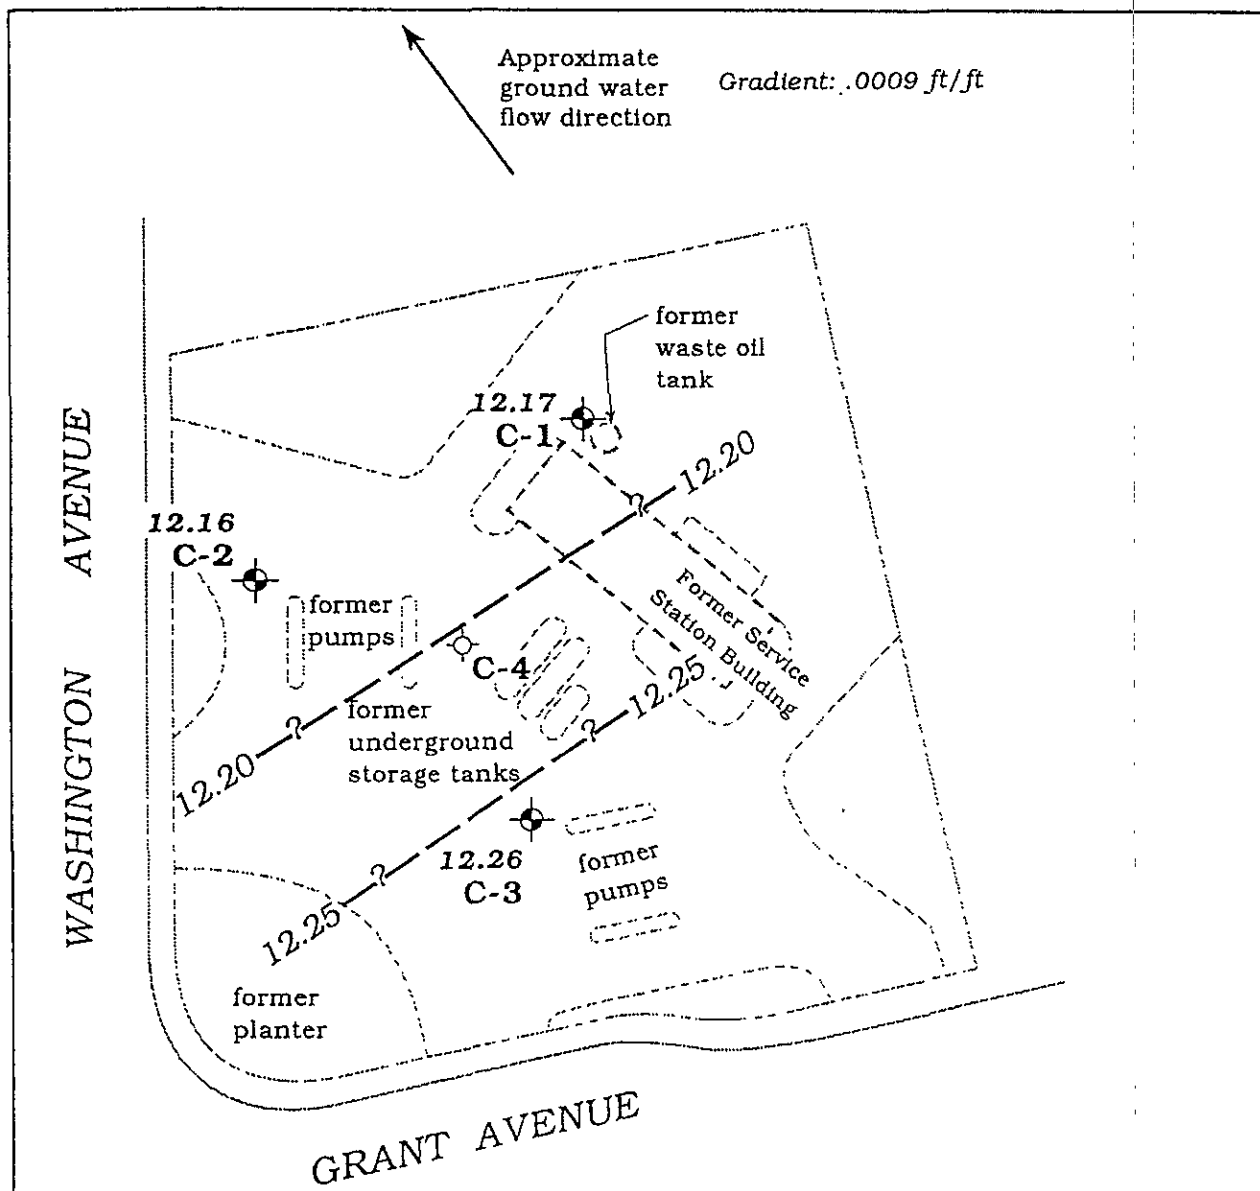 Approximate
ground water
flow direction
Gradient: .0009 ft/ft
former
waste oil
tank
12.17
C-1
12.20
?
12.16
C-2
WASHINGTON AVENUE
former
pumps
C-4
Former Service
Station Building
12.25
?
?
former
underground
storage tanks
12.20
12.26
C-3
former
pumps
?
12.25
former
planter
GRANT AVENUE